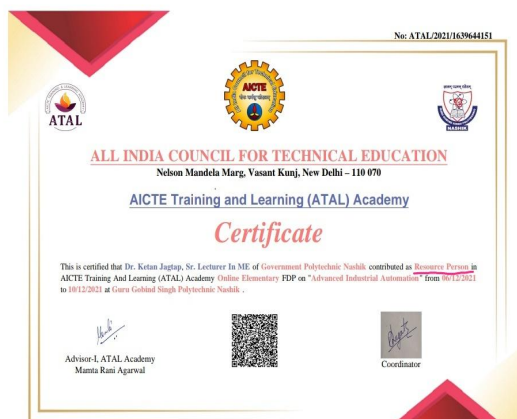 No: ATAL/2021/1639644151
AICTE
ATAL
NASHIK
ALL INDIA COUNCIL FOR TECHNICAL EDUCATION
Nelson Mandela Marg, Vasant Kunj, New Delhi – 110 070
AICTE Training and Learning (ATAL) Academy
Certificate
This is certified that Dr. Ketan Jagtap, Sr. Lecturer In ME of Government Polytechnic Nashik contributed as Resource Person in
AICTE Training And Learning (ATAL) Academy Online Elementary FDP on "Advanced Industrial Automation" from 06/12/2021
to 10/12/2021 at Guru Gobind Singh Polytechnic Nashik .
Advisor-I, ATAL Academy
Mamta Rani Agarwal
Coordinator